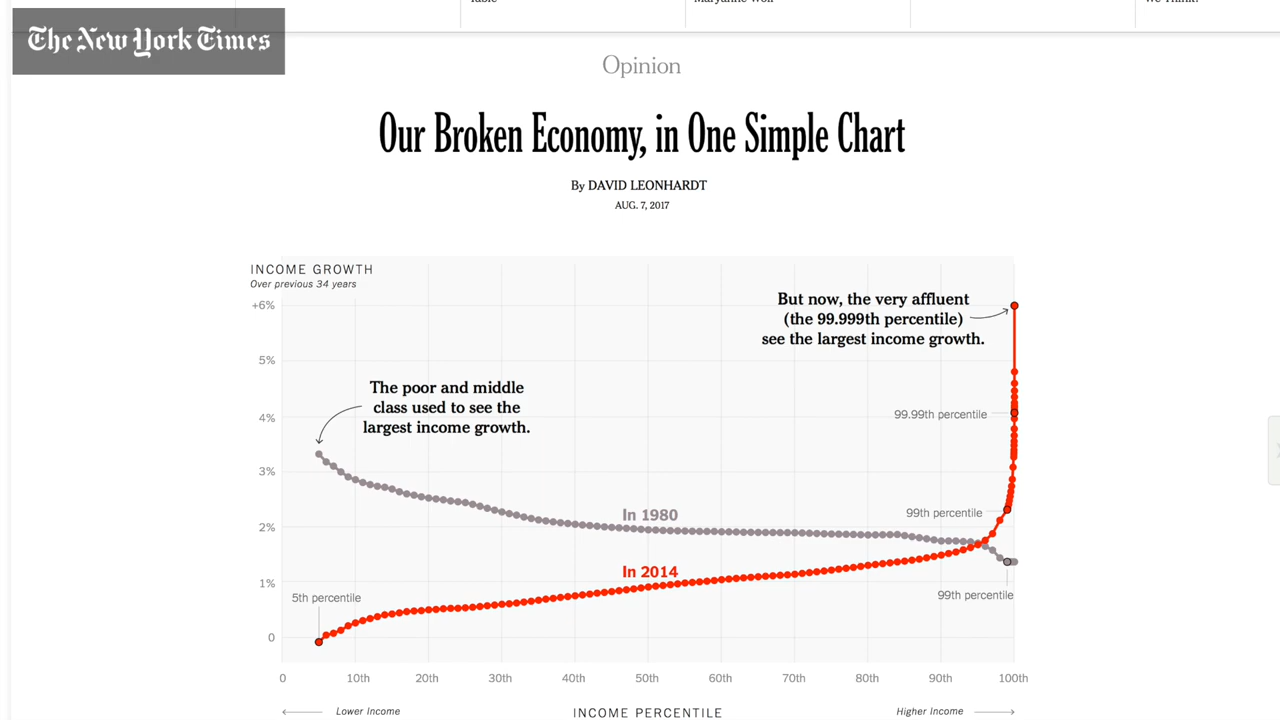 The New York Times
Opinion
Our Broken Economy, in One Simple Chart
By DAVID LEONHARDT
AUG. 7, 2017
INCOME GROWTH
Over previous 34 years
+6%
5%
4%
3%
2%
1%
0
But now, the very affluent
(the 99.999th percentile)
see the largest income growth.
The poor and middle
class used to see the
largest income growth.
99.99th percentile
99th percentile
In 1980
In 2014
5th percentile
99th percentile
0
10th
20th
30th
40th
50th
60th
70th
80th
90th
100th
Lower Income
INCOME PERCENTILE
Higher Income